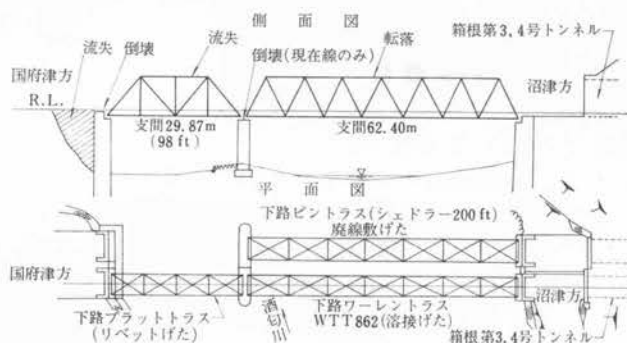 側面図
流失
倒壊
流失
倒壊(現在線のみ)
転落
箱根第3,4号トンネル
国府津方
R.L.
沼津方
支間29.87m
(98ft)
支間62.40m
平面図
下路ピントラス(シェドラー200ft)
廃線敷げた
国府津方
沼津方
下路プラットトラス
(リベットげた)
酒匂川
下路ワーレントラス
WTT862(溶接げた)
箱根第3,4号トンネル